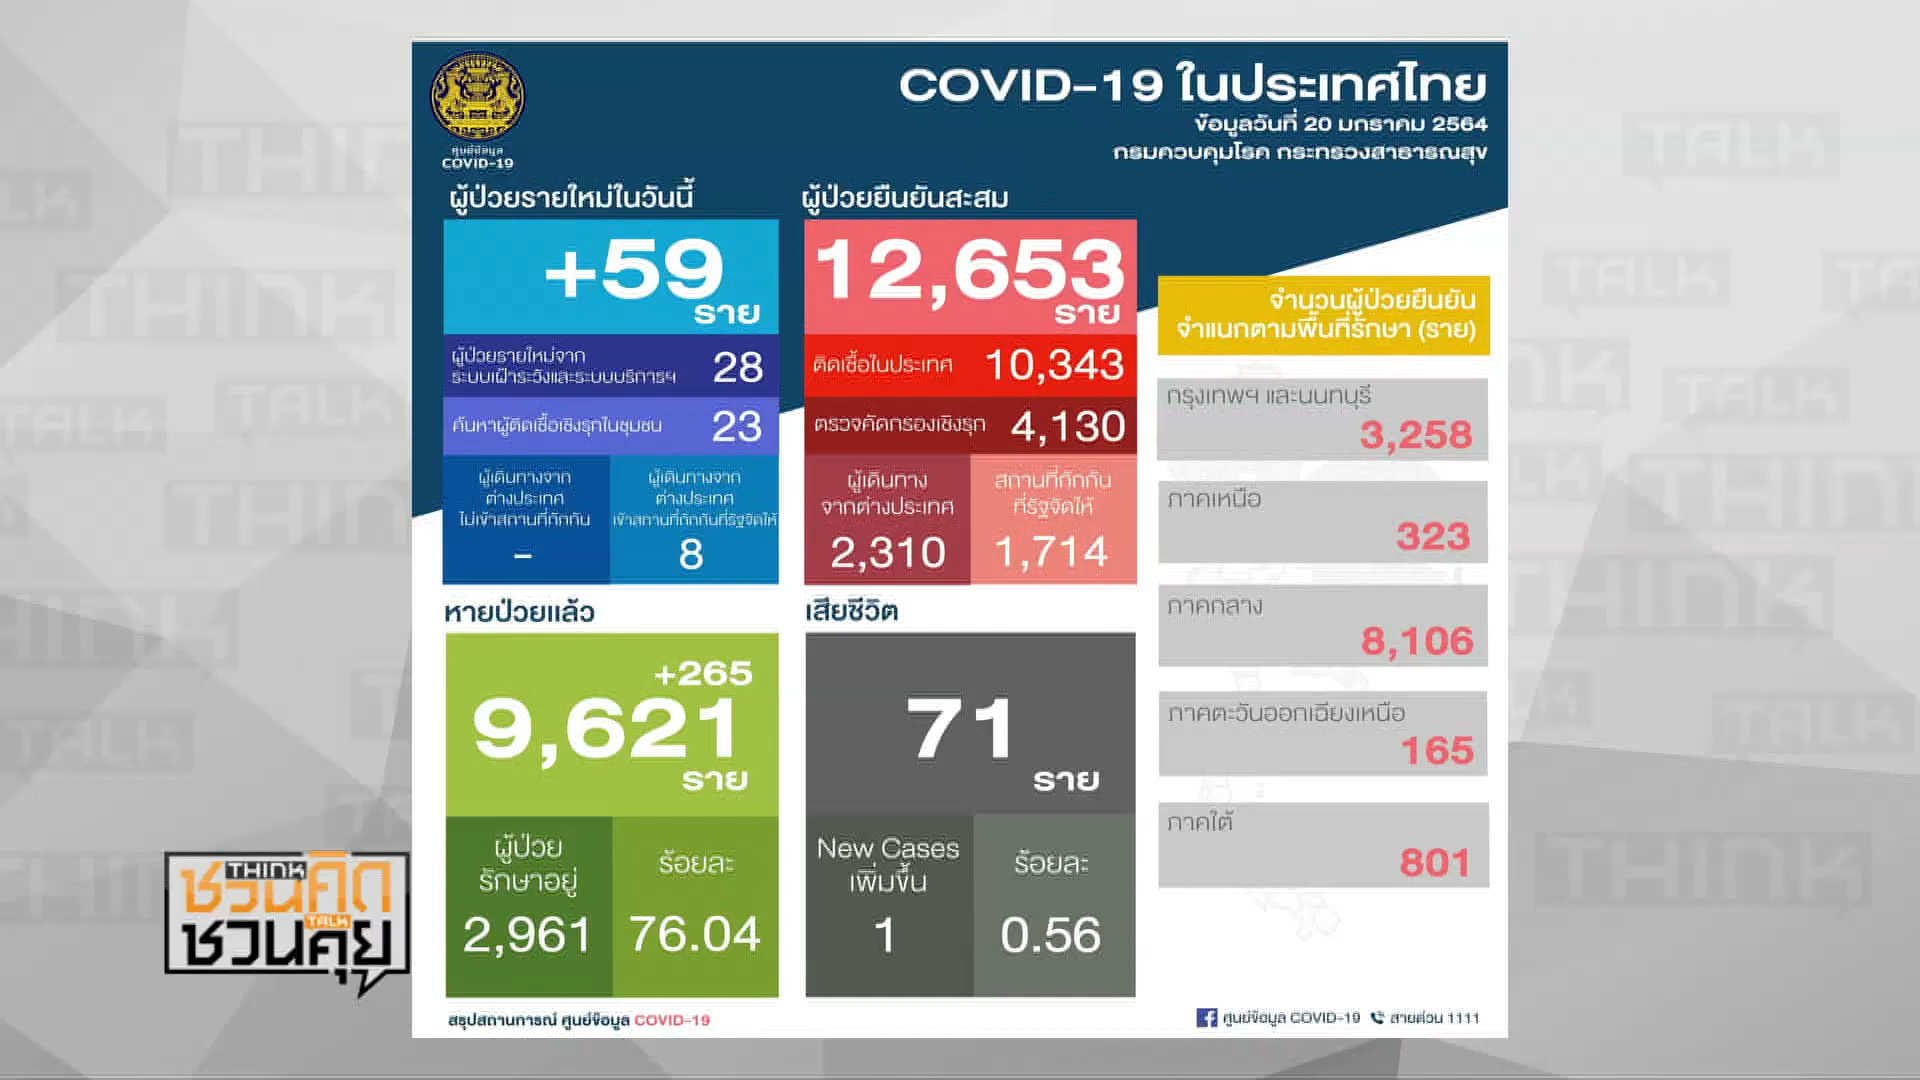 ศูนย์ข้อมูล
COVID-19
COVID-19 ในประเทศไทย
ข้อมูลวันที่ 20 มกราคม 2564
กรมควบคุมโรค กระทรวงสาธารณสุข
ผู้ป่วยรายใหม่ในวันนี้
+59
ราย
ผู้ป่วยรายใหม่จาก
ระบบเฝ้าระวังและระบบบริการฯ
28
ค้นหาผู้ติดเชื้อเชิงรุกในชุมชน
23
ผู้เดินทางจาก
ต่างประเทศ
ไม่เข้าสถานที่กักกัน
-
ผู้เดินทางจาก
ต่างประเทศ
เข้าสถานที่กักกันที่รัฐจัดให้
8
ผู้ป่วยยืนยันสะสม
12,653
ราย
ติดเชื้อในประเทศ 10,343
ตรวจคัดกรองเชิงรุก 4,130
ผู้เดินทาง
จากต่างประเทศ
2,310
สถานที่กักกัน
ที่รัฐจัดให้
1,714
จำนวนผู้ป่วยยืนยัน
จำแนกตามพื้นที่รักษา (ราย)
กรุงเทพฯ และนนทบุรี
3,258
ภาคเหนือ
323
ภาคกลาง
8,106
ภาคตะวันออกเฉียงเหนือ
165
ภาคใต้
801
หายป่วยแล้ว
+265
9,621
ราย
ผู้ป่วย
รักษาอยู่
2,961
ร้อยละ
76.04
เสียชีวิต
71
ราย
New Cases
เพิ่มขึ้น
1
ร้อยละ
0.56
สรุปสถานการณ์ ศูนย์ข้อมูล COVID-19
ศูนย์ข้อมูล COVID-19 สายด่วน 1111
THINK
ชวนคิด
TALK
ชวนคุย